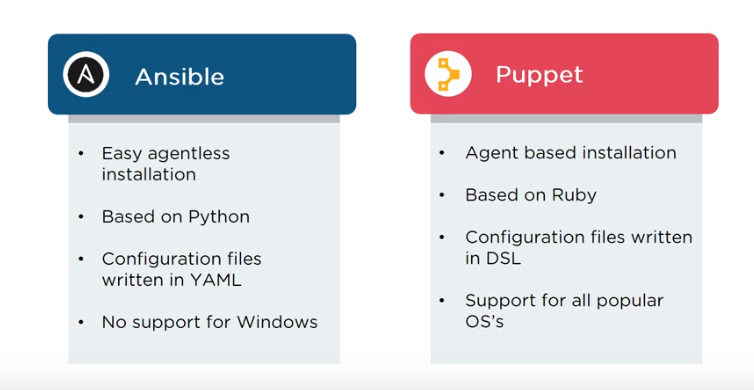 Ansible
• Easy agentless
installation
• Based on Python
• Configuration files
written in YAML
• No support for Windows
Puppet
• Agent based installation
• Based on Ruby
• Configuration files written
in DSL
• Support for all popular
OS's